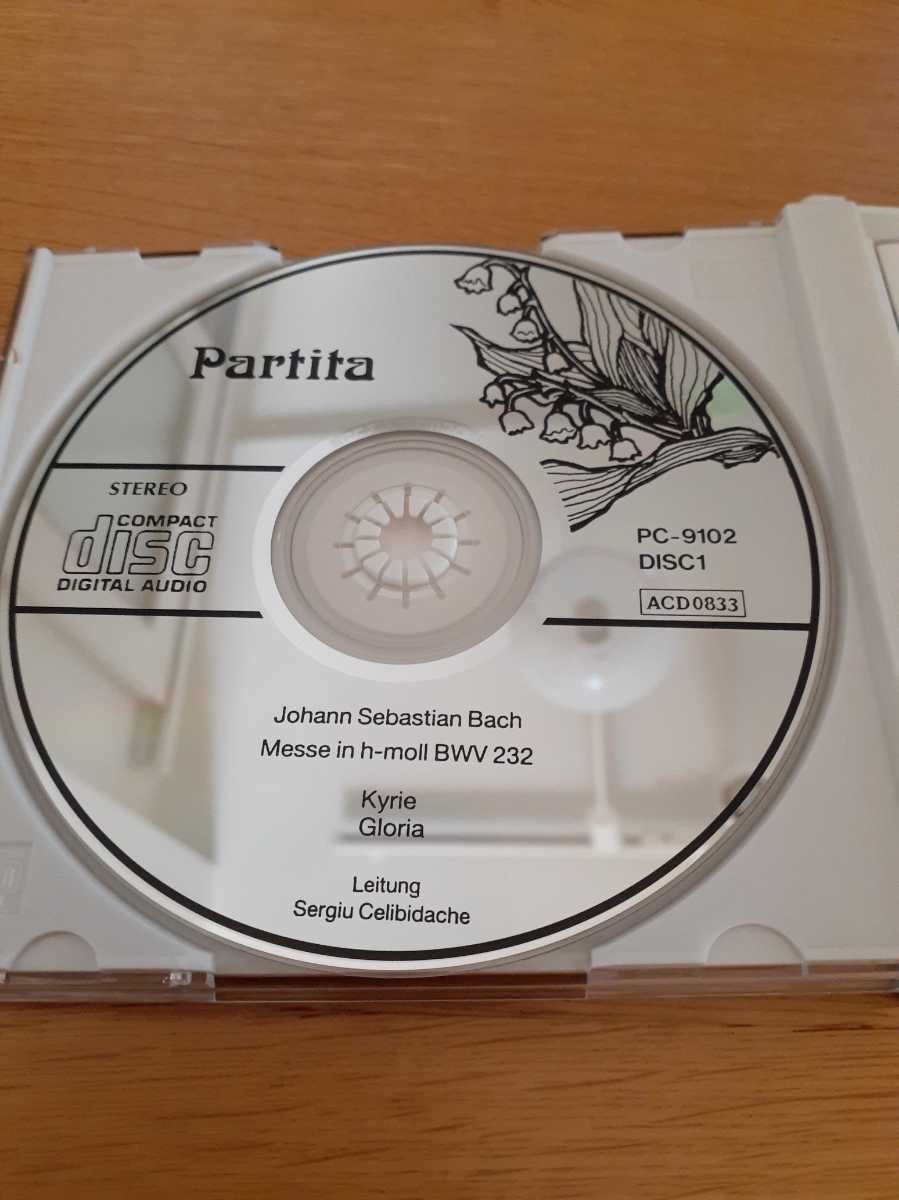 Partita
STEREO
COMPACT
disc
DIGITAL AUDIO
PC-9102
DISC1
ACD0833
Johann Sebastian Bach
Messe in h-moll BWV 232
Kyrie
Gloria
Leitung
Sergiu Celibidache